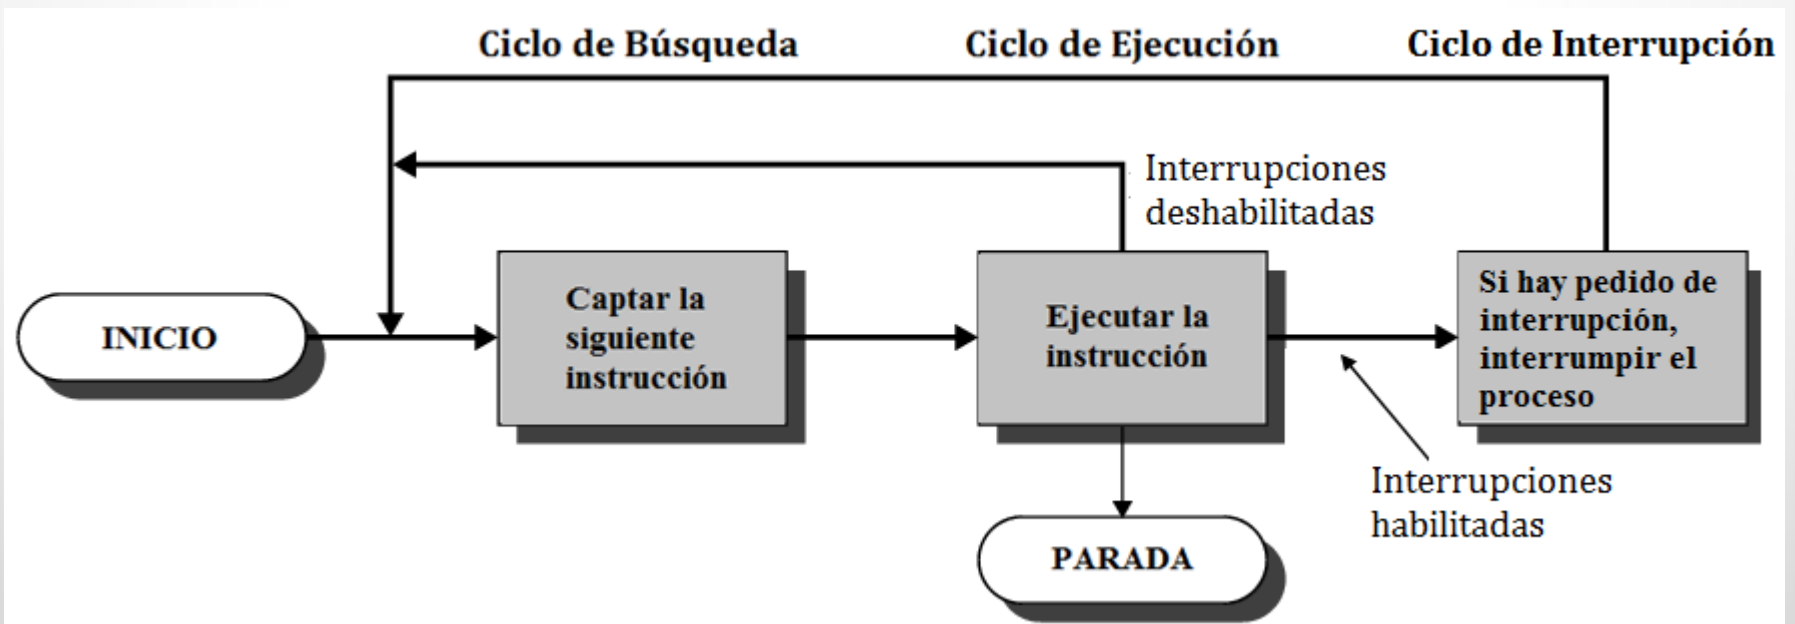 Ciclo de Búsqueda
Ciclo de Ejecución
Ciclo de Interrupción
Interrupciones
deshabilitadas
INICIO
Captar la
siguiente
instrucción
Ejecutar la
instrucción
Si hay pedido de
interrupción,
interrumpir el
proceso
Interrupciones
habilitadas
PARADA